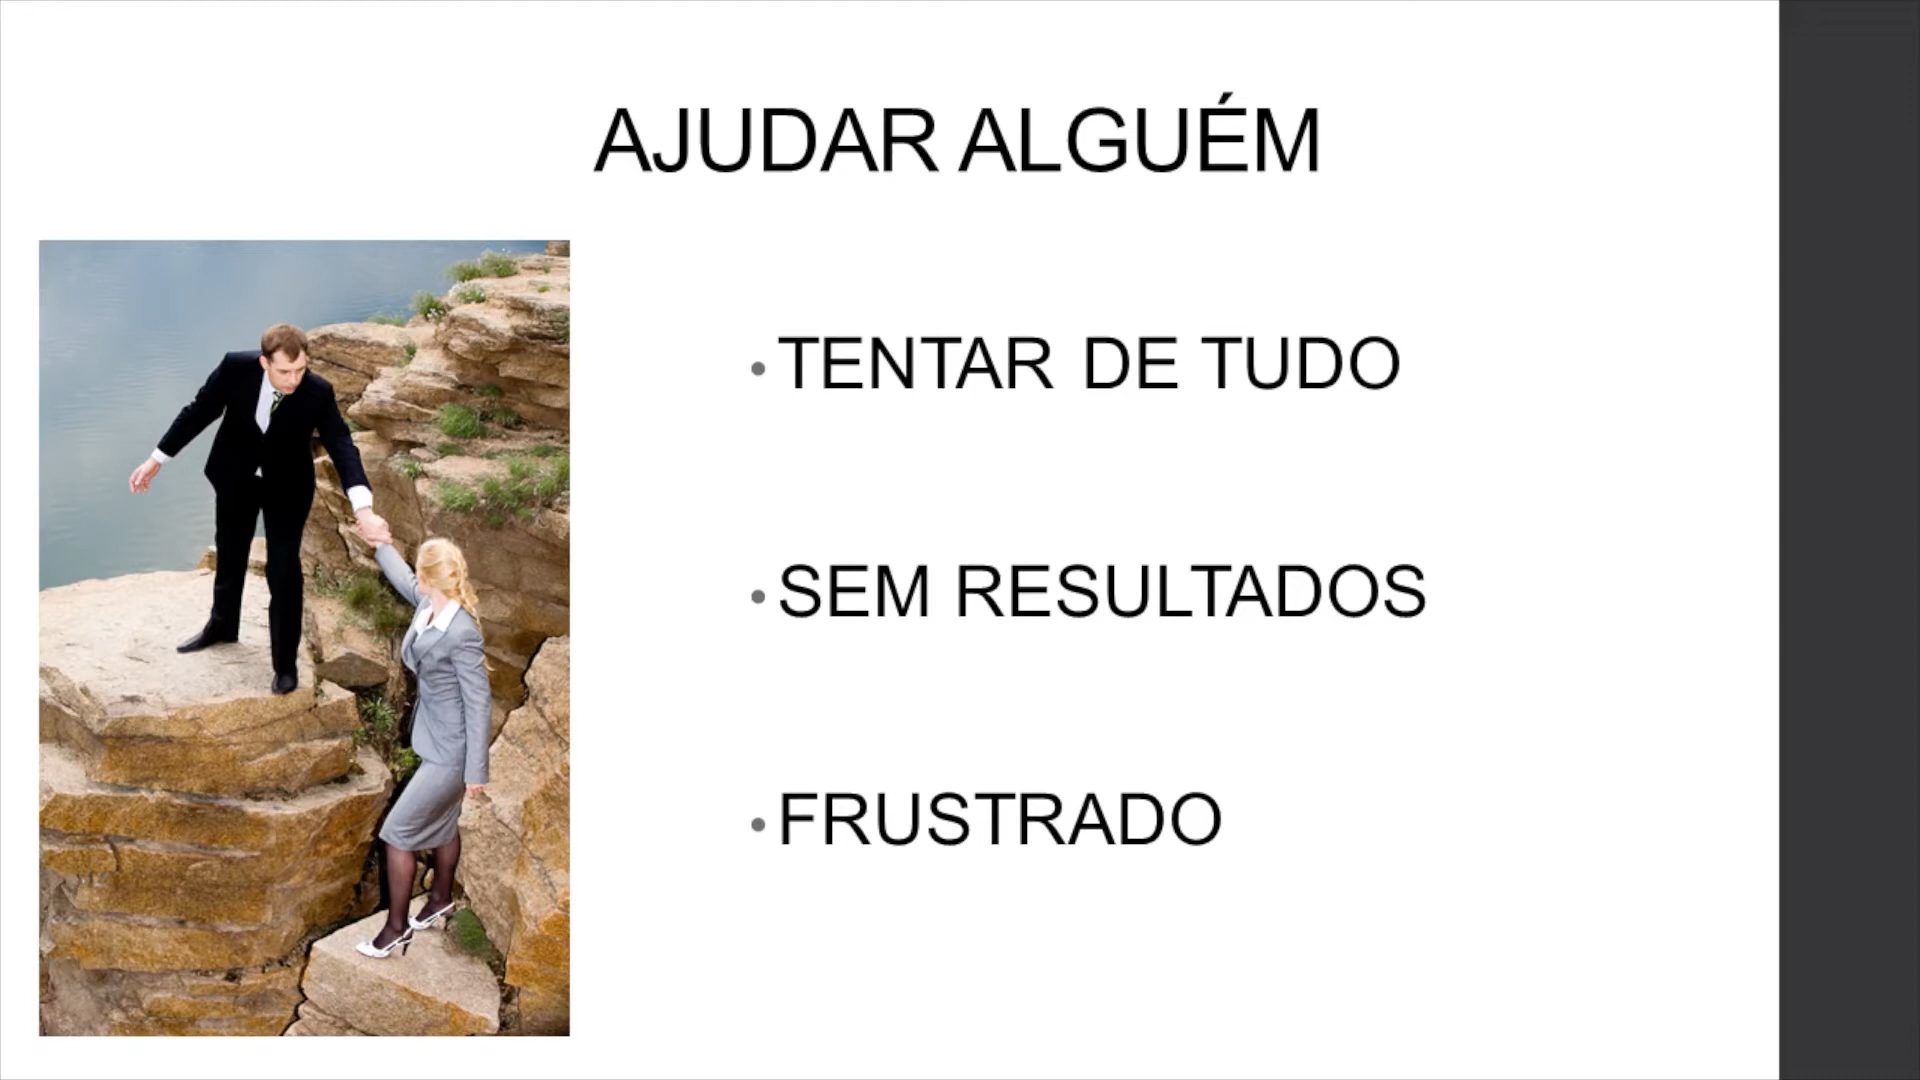 AJUDAR ALGUÉM
• TENTAR DE TUDO
• SEM RESULTADOS
• FRUSTRADO